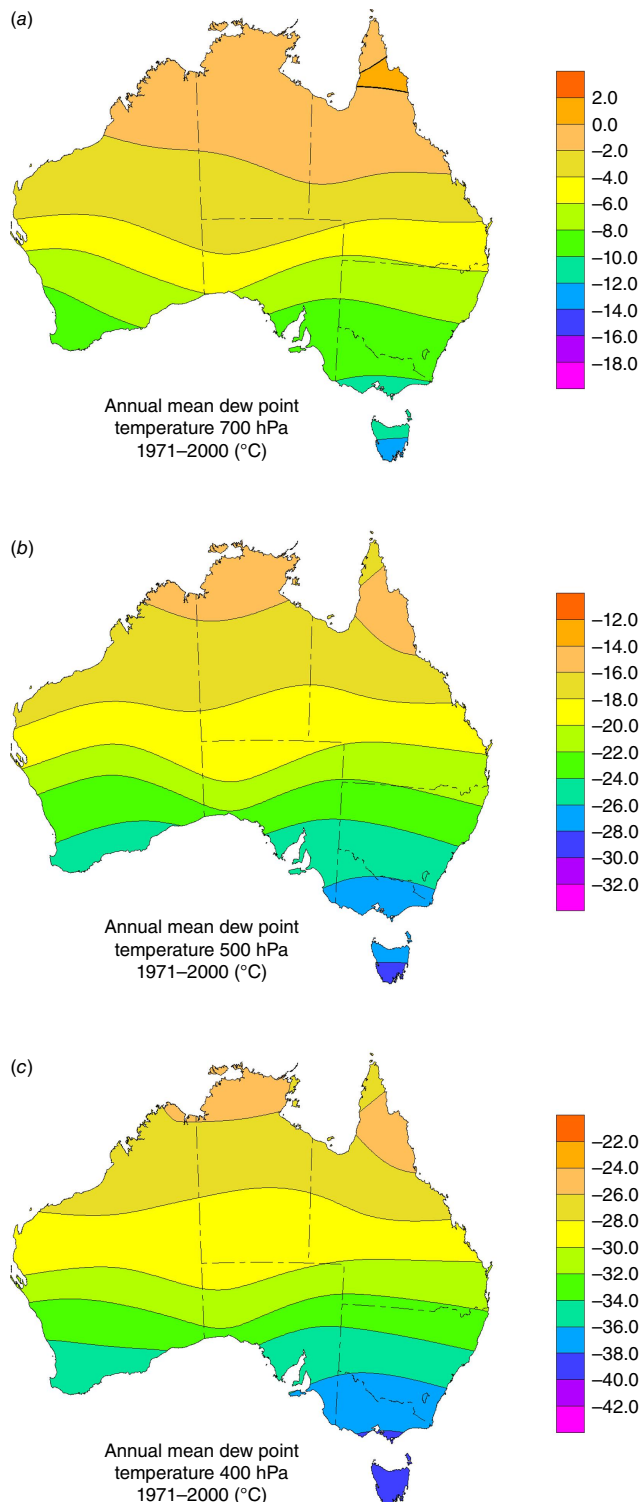 (a)
2.0
0.0
–2.0
–4.0
–6.0
–8.0
–10.0
–12.0
–14.0
–16.0
–18.0
Annual mean dew point
temperature 700 hPa
1971–2000 (°C)
(b)
–12.0
–14.0
–16.0
–18.0
–20.0
–22.0
–24.0
–26.0
–28.0
–30.0
–32.0
Annual mean dew point
temperature 500 hPa
1971–2000 (°C)
(c)
–22.0
–24.0
–26.0
–28.0
–30.0
–32.0
–34.0
–36.0
–38.0
–40.0
–42.0
Annual mean dew point
temperature 400 hPa
1971–2000 (°C)